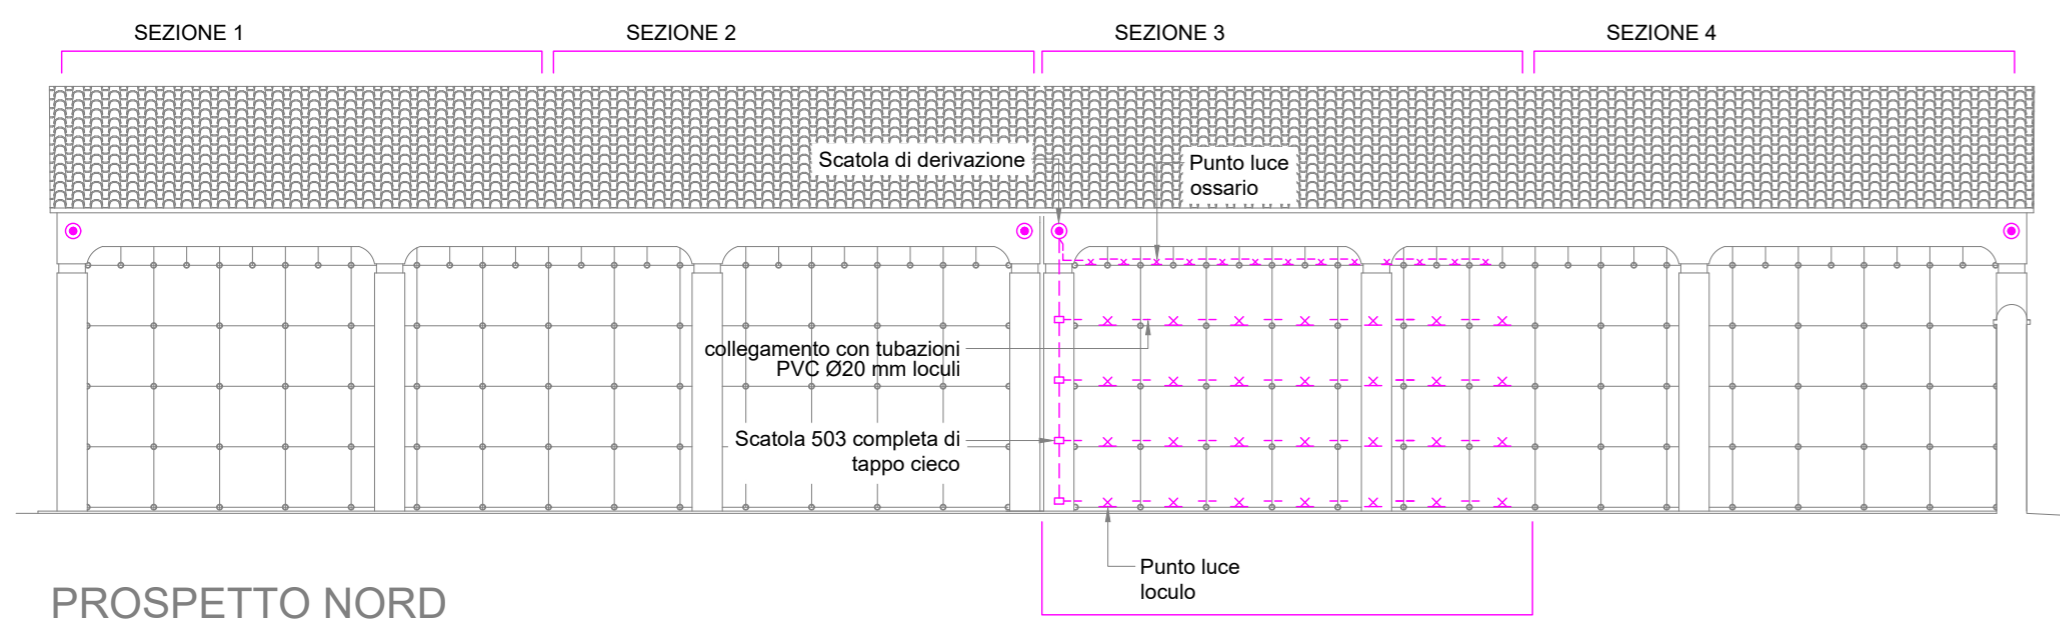 SEZIONE 1
SEZIONE 2
SEZIONE 3
SEZIONE 4
Scatola di derivazione
Punto luce
ossario
collegamento con tubazioni
PVC Ø20 mm loculi
Scatola 503 completa di
tappo cieco
Punto luce
loculo
PROSPETTO NORD